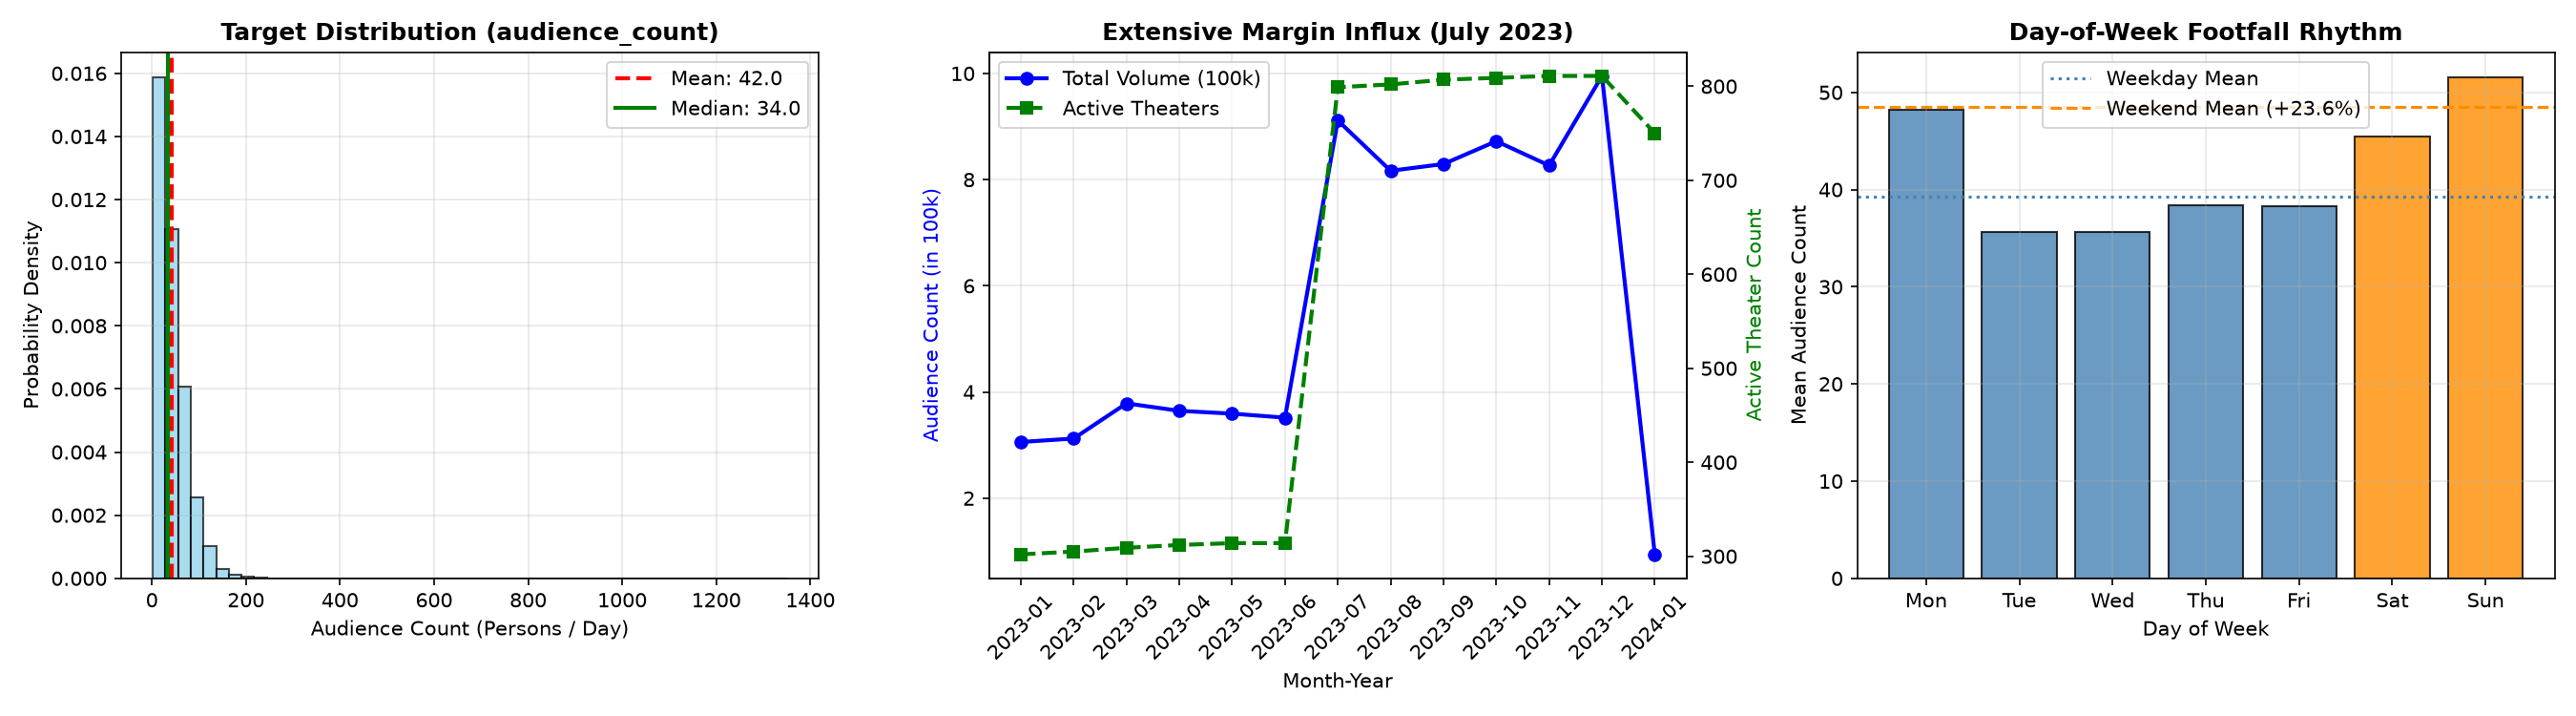 Target Distribution (audience_count)
Mean: 42.0
Median: 34.0
Probability Density
0.016
0.014
0.012
0.010
0.008
0.006
0.004
0.002
0.000
0 200 400 600 800 1000 1200 1400
Audience Count (Persons / Day)
Extensive Margin Influx (July 2023)
Total Volume (100k)
Active Theaters
Audience Count (in 100k)
10
8
6
4
2
800
700
600
500
400
300
Active Theater Count
2023-01 2023-02 2023-03 2023-04 2023-05 2023-06 2023-07 2023-08 2023-09 2023-10 2023-11 2023-12 2024-01
Month-Year
Day-of-Week Footfall Rhythm
Weekday Mean
Weekend Mean (+23.6%)
Mean Audience Count
50
40
30
20
10
0
Mon Tue Wed Thu Fri Sat Sun
Day of Week